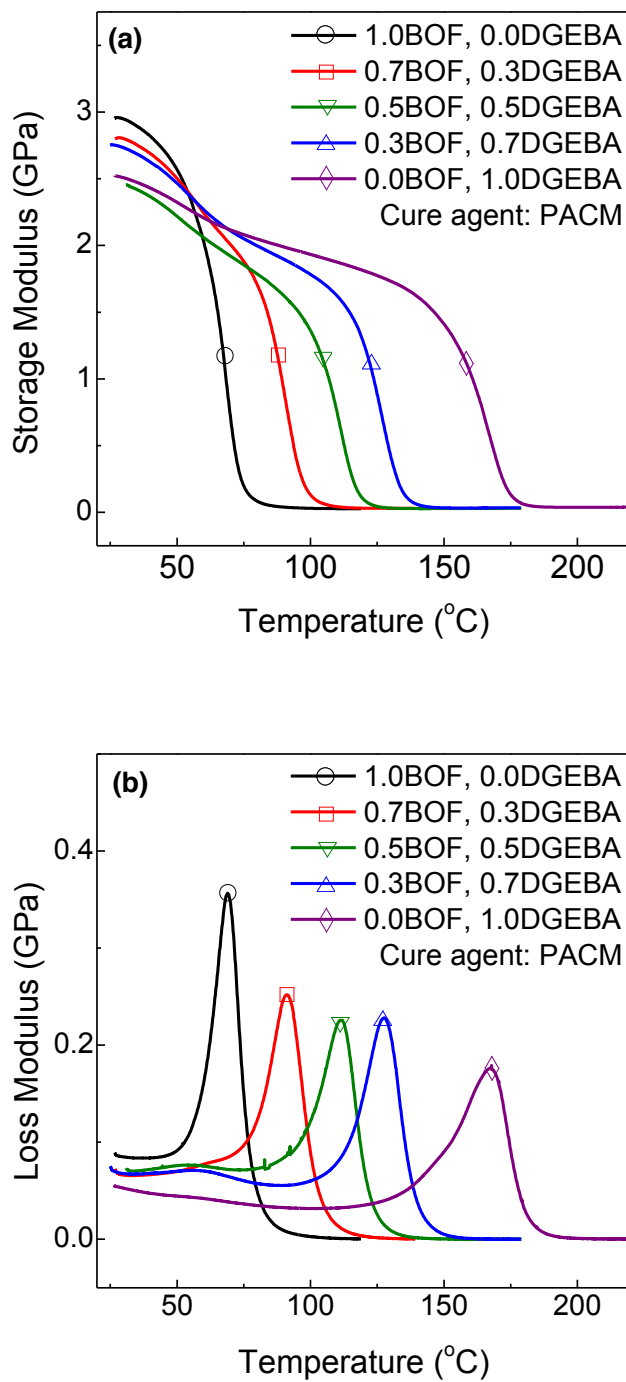 (a)
1.0BOF, 0.0DGEBA
0.7BOF, 0.3DGEBA
0.5BOF, 0.5DGEBA
0.3BOF, 0.7DGEBA
0.0BOF, 1.0DGEBA
Cure agent: PACM
3
2
1
0
Storage Modulus (GPa)
50 100 150 200
Temperature (°C)
(b)
1.0BOF, 0.0DGEBA
0.7BOF, 0.3DGEBA
0.5BOF, 0.5DGEBA
0.3BOF, 0.7DGEBA
0.0BOF, 1.0DGEBA
Cure agent: PACM
0.4
0.2
0.0
Loss Modulus (GPa)
50 100 150 200
Temperature (°C)